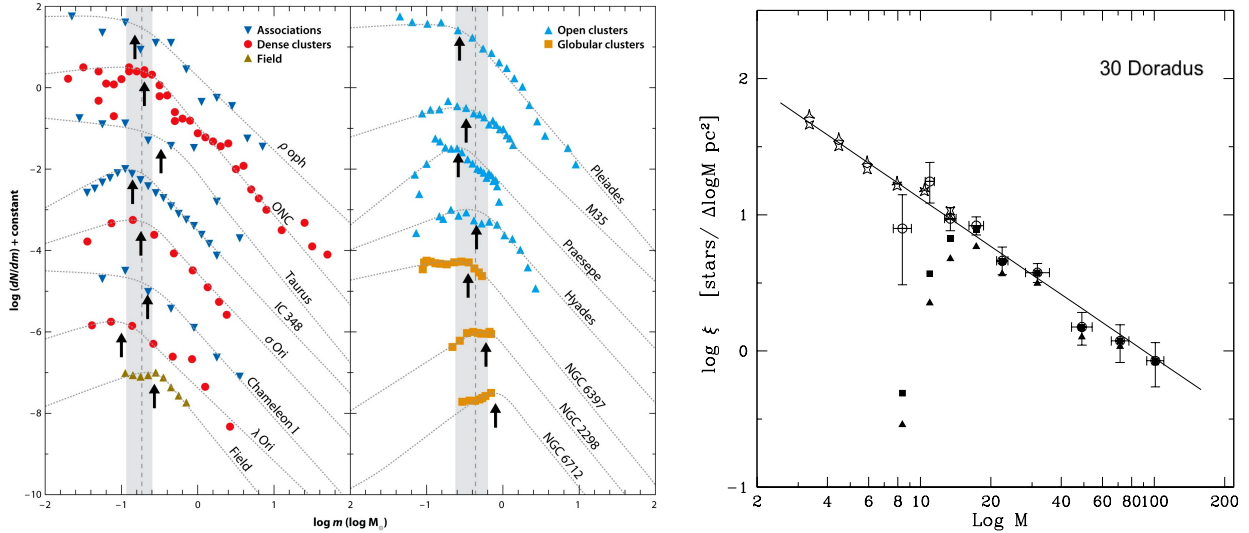 log (dN/dm) + constant
2
0
−2
−4
−6
−8
−10
Associations
Dense clusters
Field
ρ oph
ONC
Taurus
IC 348
σ Ori
Chameleon I
λ Ori
Field
−2
−1
0
1
2
Open clusters
Globular clusters
Pleiades
M35
Praesepe
Hyades
NGC 6397
NGC 2298
NGC 6712
−1
0
1
2
log m (log M )
30 Doradus
log ξ [stars/ ΔlogM pc²]
2
1
0
−1
2
4
6
8
10
20
40
60
80
100
200
Log M